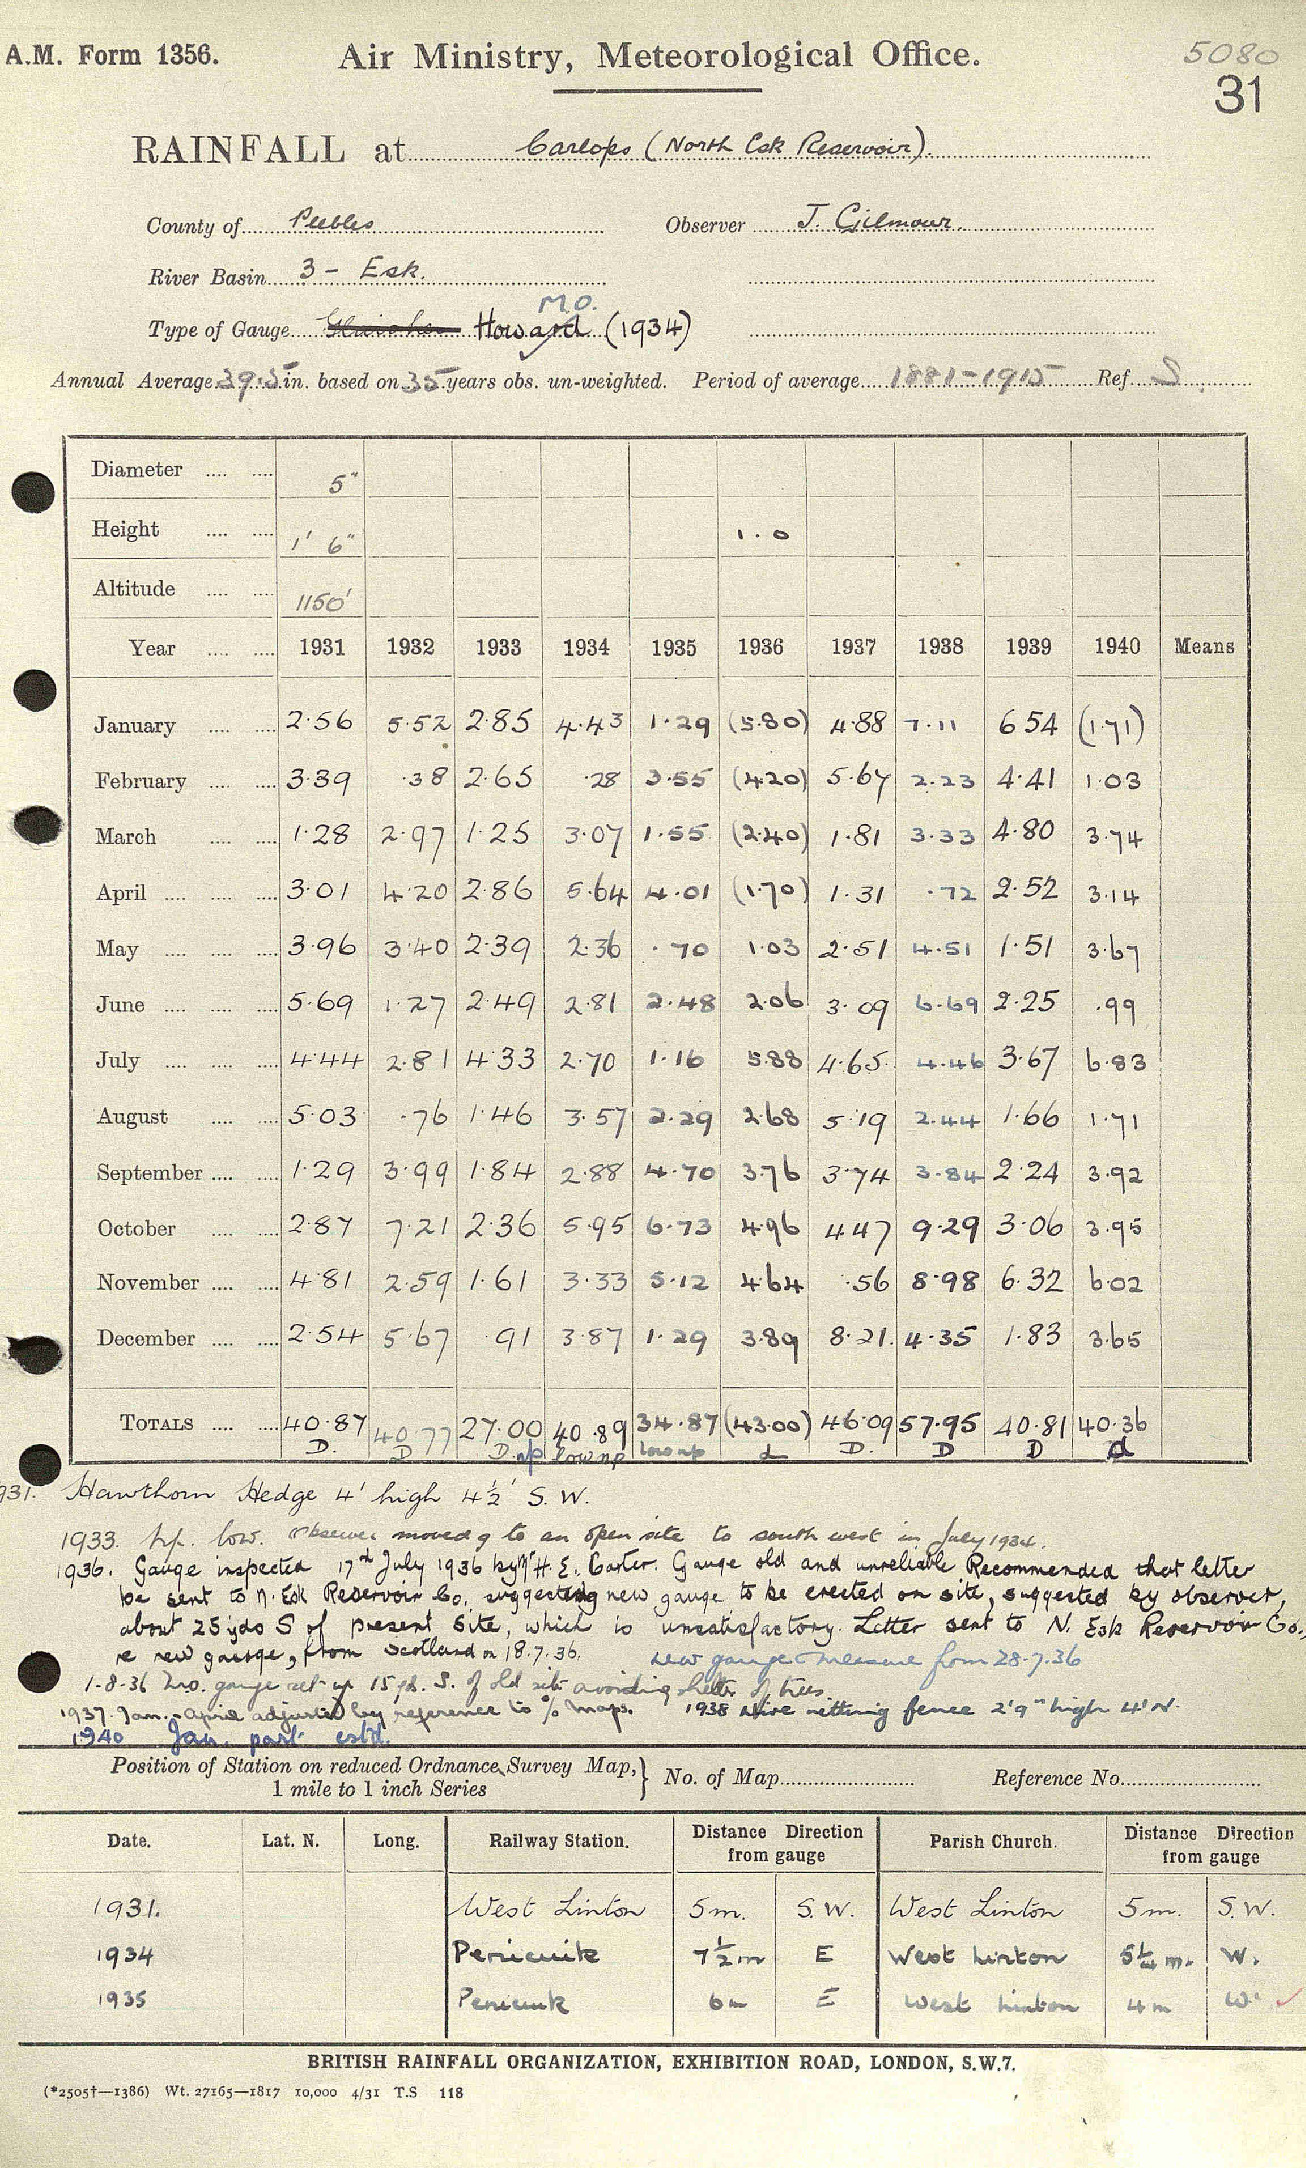 A.M. Form 1356. Air Ministry, Meteorological Office. 5080
31
RAINFALL at Carlops (North Esk Reservoir).
County of Peebles Observer J. Gilmour
River Basin 3 - Esk.
M.O.
Type of Gauge Howard (1934)
Annual Average 39.5 in. based on 35 years obs. un-weighted. Period of average 1881-1915 Ref. S
Diameter 5"
Height 1' 6" 1.0
Altitude 1150'
Year 1931 1932 1933 1934 1935 1936 1937 1938 1939 1940 Means
January 2.56 5.52 2.85 4.43 1.29 (5.80) 4.88 7.11 6.54 (1.71)
February 3.39 .38 2.65 .28 3.55 (4.20) 5.67 2.23 4.41 1.03
March 1.28 2.97 1.25 3.07 1.55 (2.40) 1.81 3.33 4.80 3.74
April 3.01 4.20 2.86 5.64 4.01 (1.70) 1.31 .72 2.52 3.14
May 3.96 3.40 2.39 2.36 .70 1.03 2.51 4.51 1.51 3.67
June 5.69 1.27 2.49 2.81 2.48 2.06 3.09 6.69 2.25 .99
July 4.44 2.81 4.33 2.70 1.16 5.88 4.65 4.46 3.67 6.83
August 5.03 .76 1.46 3.57 2.29 2.68 5.19 2.44 1.66 1.71
September 1.29 3.99 1.84 2.88 4.70 3.76 3.74 3.84 2.24 3.92
October 2.87 7.21 2.36 5.95 6.73 4.96 4.47 9.29 3.06 3.95
November 4.81 2.59 1.61 3.33 5.12 4.64 .56 8.98 6.32 6.02
December 2.54 5.67 .91 3.87 1.29 3.89 8.21 4.35 1.83 3.65
TOTALS 40.87 40.77 27.00 40.89 34.87 (43.00) 46.09 57.95 40.81 40.36
D. D D. np low np low np d D. D D d
1931. Hawthorn Hedge 4' high 4½' S.W.
1933. low. Observer moved g to an open site to south west in July 1934.
1936. Gauge inspected 17th July 1936 by Mr H. E. Carter. Gauge old and unreliable Recommended that letter
be sent to N. Esk Reservoir Co. suggesting new gauge to be erected on site, suggested by observer,
about 25 yds S of present site, which is unsatisfactory. Letter sent to N. Esk Reservoir Co.,
re new gauge, from Scotland on 18.7.36. New gauge measure from 28.7.36
1-8-36 M.O. gauge set up 15 yd. S. of old site avoiding shelter of trees.
1937 Jan.-April adjusted by reference to % maps. 1938 Wire netting fence 2'9" high 4' N.
1940 Jan. part est'd.
Position of Station on reduced Ordnance Survey Map, 1 mile to 1 inch Series } No. of Map Reference No.
Date. Lat. N. Long. Railway Station. Distance Direction from gauge Parish Church. Distance Direction from gauge
1931. West Linton 5 m. S.W. West Linton 5 m. S.W.
1934 Penicuik 7½ m E West Linton 5¼ m. W.
1935 Penicuik 6 m E West Linton 4 m W.
BRITISH RAINFALL ORGANIZATION, EXHIBITION ROAD, LONDON, S.W.7.
(*2505†—1386) Wt. 27165—1817 10,000 4/31 T.S 118